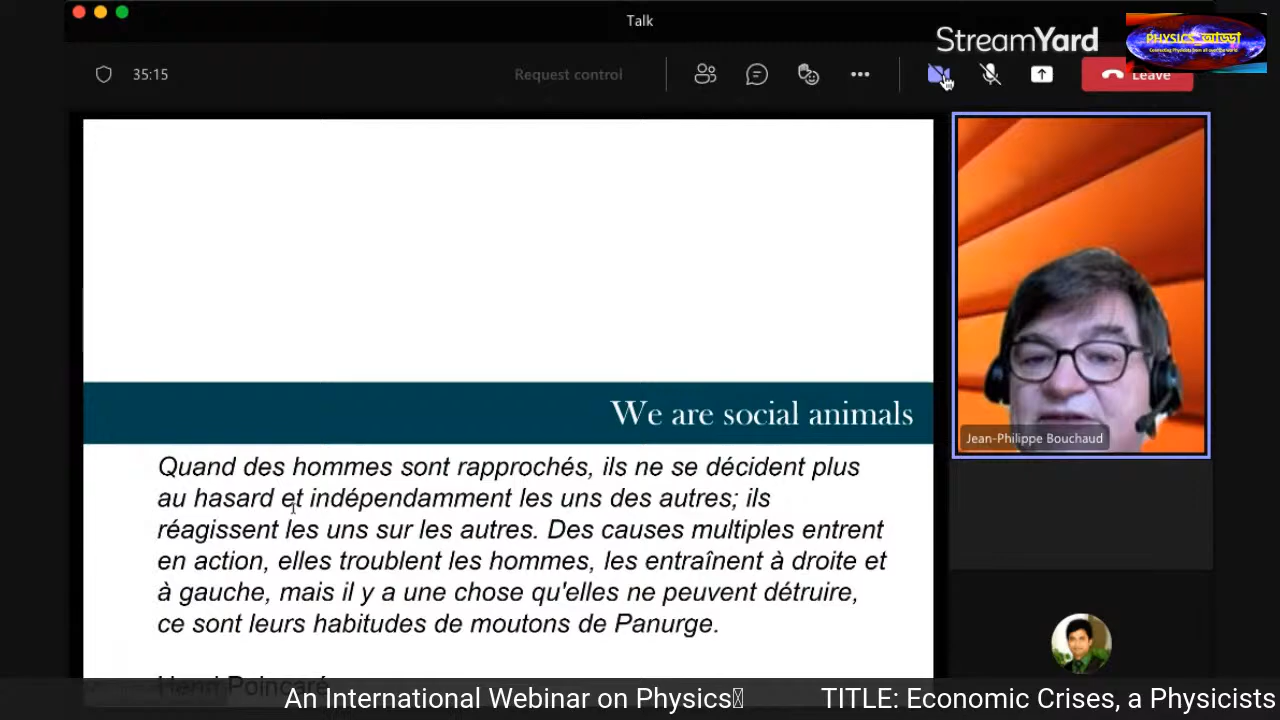 Talk
StreamYard
PHYSICS_আড্ডা
35:15
Request control
Leave
We are social animals
Quand des hommes sont rapprochés, ils ne se décident plus
au hasard et indépendamment les uns des autres; ils
réagissent les uns sur les autres. Des causes multiples entrent
en action, elles troublent les hommes, les entraînent à droite et
à gauche, mais il y a une chose qu'elles ne peuvent détruire,
ce sont leurs habitudes de moutons de Panurge.
Henri Poincaré
Jean-Philippe Bouchaud
An International Webinar on Physics TITLE: Economic Crises, a Physicists